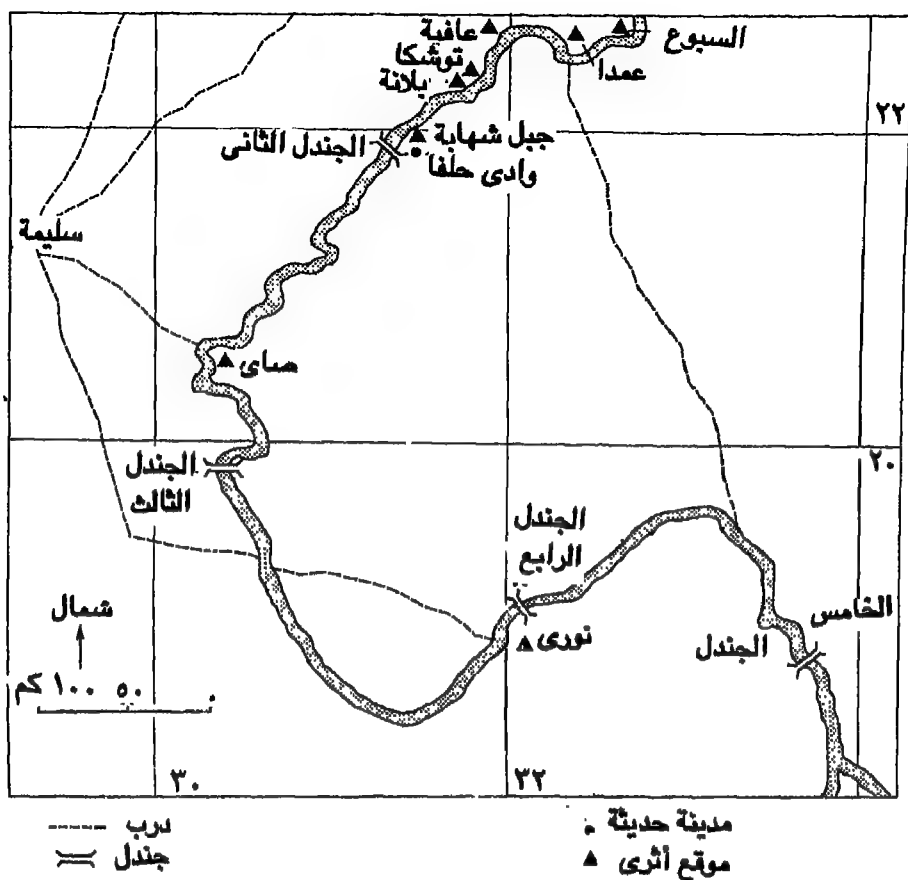 السبوع
عمدا
عافية
توشكا
بلانة
٢٢
جبل شهابة
وادى حلفا
الجندل الثانى
سليمة
صاى
٢٠
الجندل
الثالث
الجندل
الرابع
الخامس
الجندل
نورى
شمال
٥٠ ١٠٠ كم
٣٠
٣٢
مدينة حديثة
درب
موقع أثرى
جندل